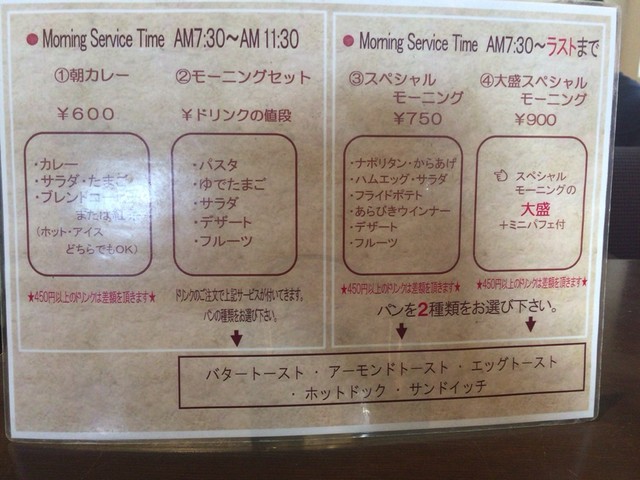 ● Morning Service Time AM7:30～AM 11:30
①朝カレー
￥600
・カレー
・サラダ・たまご
・ブレンドコーヒー
または紅茶
(ホット・アイス
どちらでもOK)
★450円以上のドリンクは差額を頂きます★
②モーニングセット
￥ドリンクの値段
・パスタ
・ゆでたまご
・サラダ
・デザート
・フルーツ
ドリンクのご注文で上記サービスが付いてきます。
パンの種類をお選び下さい。
● Morning Service Time AM7:30～ラストまで
③スペシャル
モーニング
￥750
・ナポリタン・からあげ
・ハムエッグ・サラダ
・フライドポテト
・あらびきウインナー
・デザート
・フルーツ
★450円以上のドリンクは差額を頂きます★
④大盛スペシャル
モーニング
￥900
☜ スペシャル
モーニングの
大盛
＋ミニパフェ付
★450円以上のドリンクは差額を頂きます★
パンを2種類をお選び下さい。
バタートースト・アーモンドトースト・エッグトースト
・ホットドック・サンドイッチ